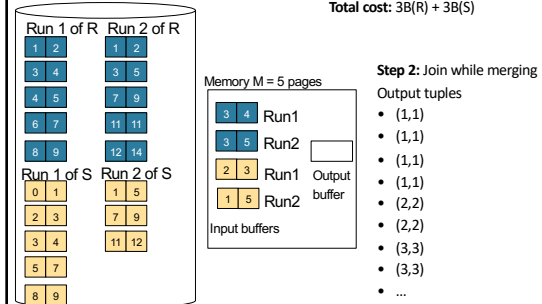 Total cost: 3B(R) + 3B(S)
Run 1 of R Run 2 of R
1 2 1 2
3 4 3 5
4 5 7 9
6 7 11 11
8 9 12 14
Run 1 of S Run 2 of S
0 1 1 5
2 3 7 9
3 4 11 12
5 7
8 9
Memory M = 5 pages
3 4 Run1
3 5 Run2
2 3 Run1
1 5 Run2
Input buffers
Output
buffer
Step 2: Join while merging
Output tuples
• (1,1)
• (1,1)
• (1,1)
• (1,1)
• (2,2)
• (2,2)
• (3,3)
• (3,3)
• ...